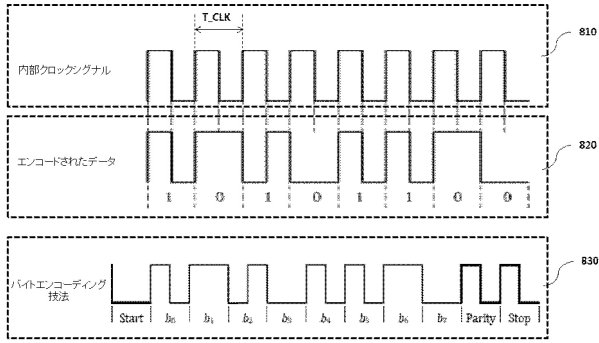 T_CLK
810
内部クロックシグナル
820
エンコードされたデータ
1 0 1 0 1 1 0 0
830
バイトエンコーディング
技法
Start b0 b1 b2 b3 b4 b5 b6 b7 Parity Stop